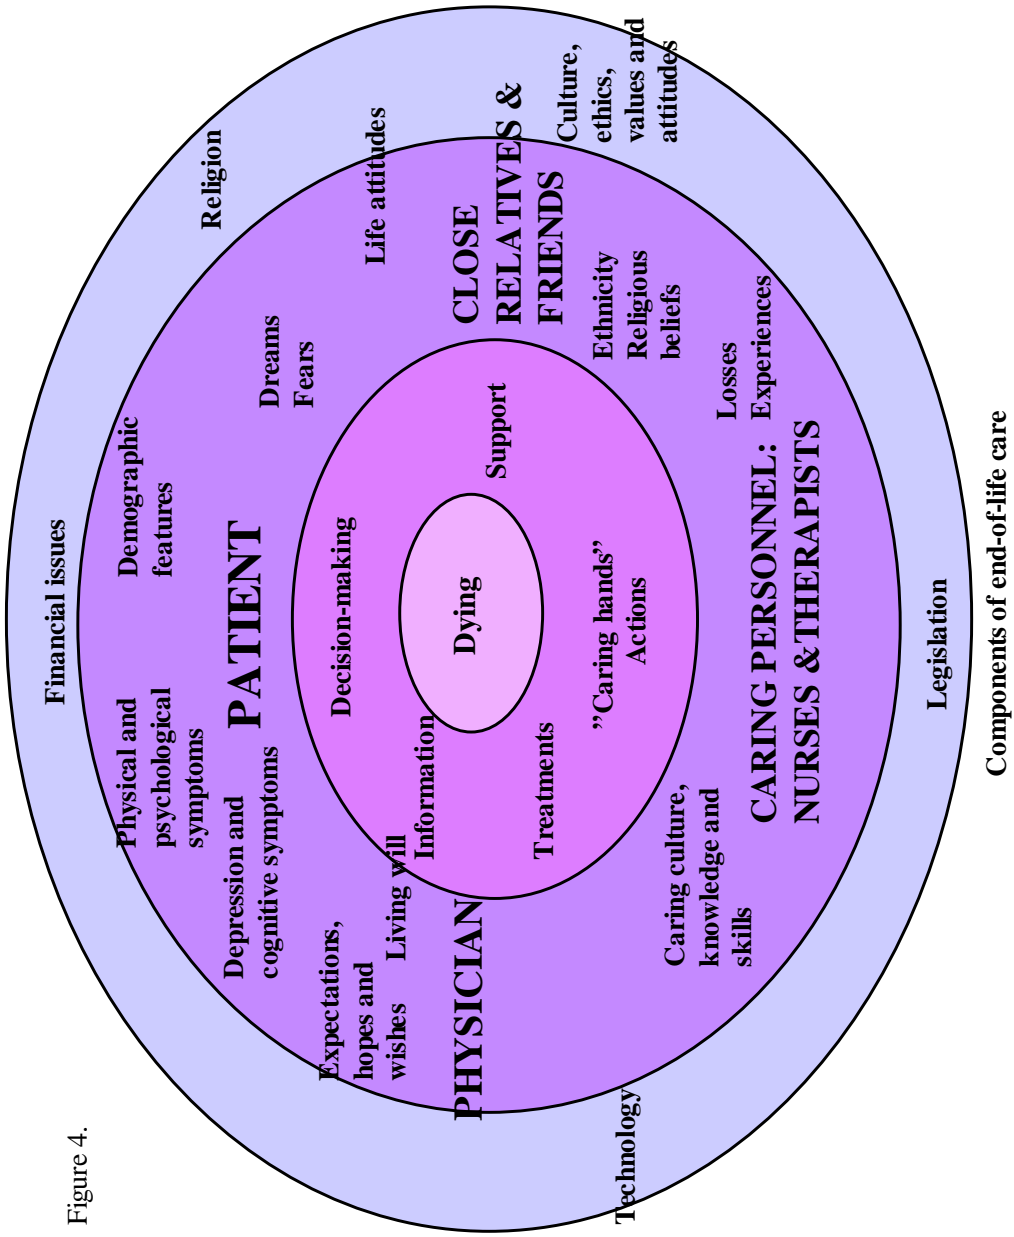 Figure 4.
Financial issues
Religion
Physical and
psychological
symptoms
Demographic
features
PATIENT
Depression and
cognitive symptoms
Dreams
Fears
Life attitudes
Expectations,
hopes and
wishes
Living will
Decision-making
Information
PHYSICIAN
Dying
Support
CLOSE
RELATIVES &
FRIENDS
Culture,
ethics,
values and
attitudes
Treatments
”Caring hands”
Actions
Ethnicity
Religious
beliefs
Technology
Caring culture,
knowledge and
skills
Losses
Experiences
CARING PERSONNEL:
NURSES &THERAPISTS
Legislation
Components of end-of-life care